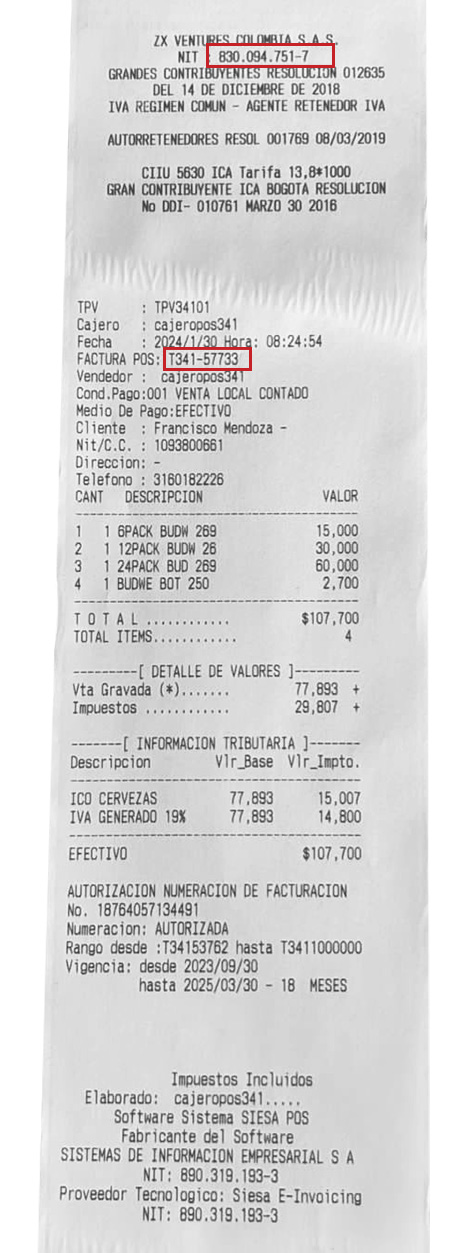 ZX VENTURES COLOMBIA S.A.S.
NIT : 830.094.751-7
GRANDES CONTRIBUYENTES RESOLUCION 012635
DEL 14 DE DICIEMBRE DE 2018
IVA REGIMEN COMUN - AGENTE RETENEDOR IVA
AUTORRETENEDORES RESOL 001769 08/03/2019
CIIU 5630 ICA Tarifa 13,8*1000
GRAN CONTRIBUYENTE ICA BOGOTA RESOLUCION
No DDI- 010761 MARZO 30 2016
TPV : TPV34101
Cajero : cajeropos341
Fecha : 2024/1/30 Hora: 08:24:54
FACTURA POS: T341-57733
Vendedor : cajeropos341
Cond.Pago:001 VENTA LOCAL CONTADO
Medio De Pago:EFECTIVO
Cliente : Francisco Mendoza -
Nit/C.C. : 1093800661
Direccion: -
Telefono : 3160182226
CANT DESCRIPCION VALOR
1 1 6PACK BUDW 269 15,000
2 1 12PACK BUDW 26 30,000
3 1 24PACK BUD 269 60,000
4 1 BUDWE BOT 250 2,700
T O T A L ............ $107,700
TOTAL ITEMS............ 4
---------[ DETALLE DE VALORES ]---------
Vta Gravada (*)....... 77,893 +
Impuestos ............ 29,807 +
-------[ INFORMACION TRIBUTARIA ]-------
Descripcion Vlr_Base Vlr_Impto.
ICO CERVEZAS 77,893 15,007
IVA GENERADO 19% 77,893 14,800
EFECTIVO $107,700
AUTORIZACION NUMERACION DE FACTURACION
No. 18764057134491
Numeracion: AUTORIZADA
Rango desde :T34153762 hasta T3411000000
Vigencia: desde 2023/09/30
hasta 2025/03/30 - 18 MESES
Impuestos Incluidos
Elaborado: cajeropos341.....
Software Sistema SIESA POS
Fabricante del Software
SISTEMAS DE INFORMACION EMPRESARIAL S A
NIT: 890.319.193-3
Proveedor Tecnologico: Siesa E-Invoicing
NIT: 890.319.193-3